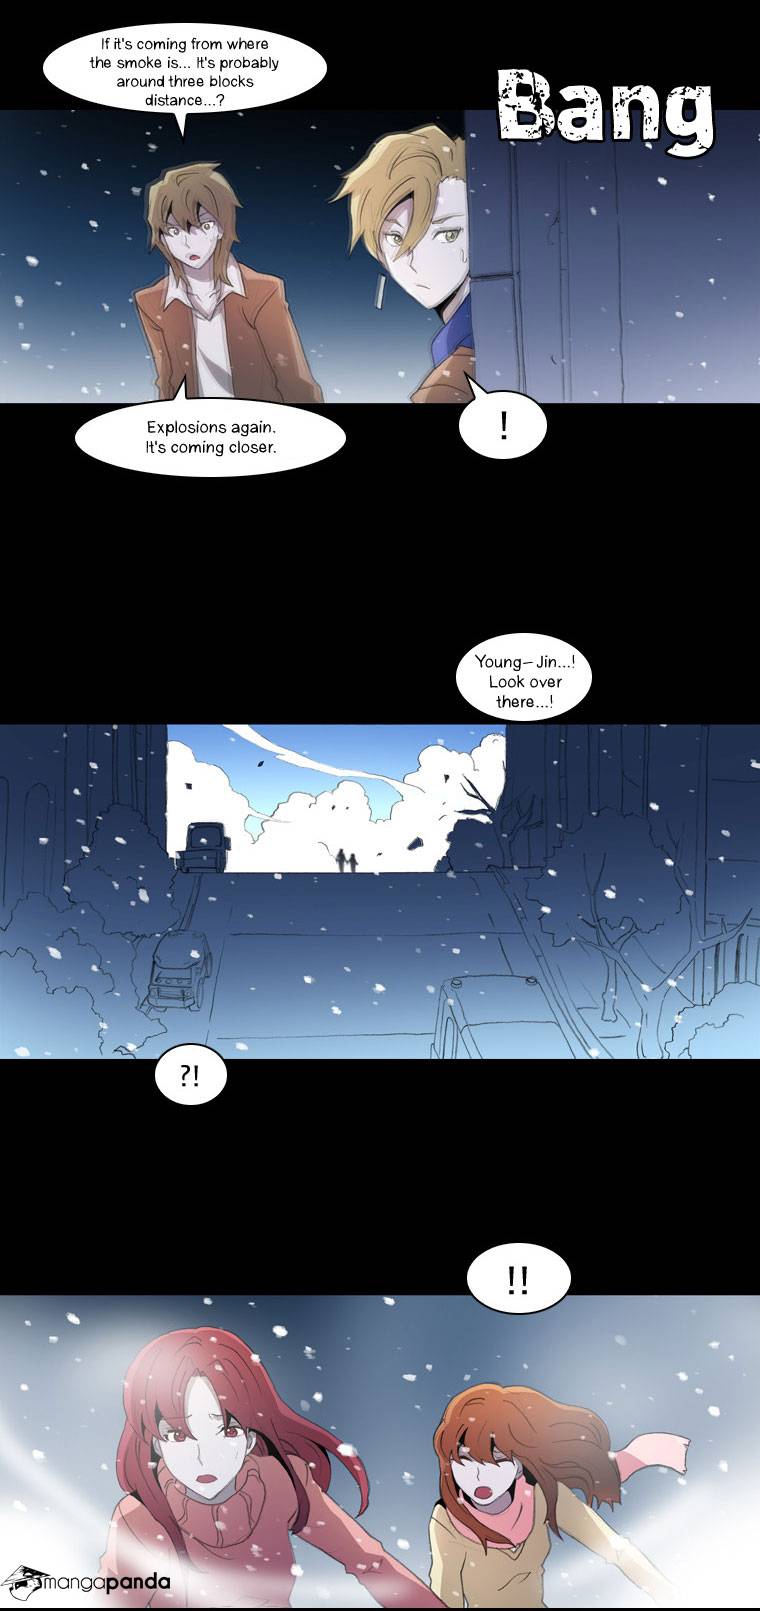 If it's coming from where
the smoke is... It's probably
around three blocks
distance...?
Bang
Explosions again.
It's coming closer.
!
Young-Jin...!
Look over
there...!
?!
!!
mangapanda